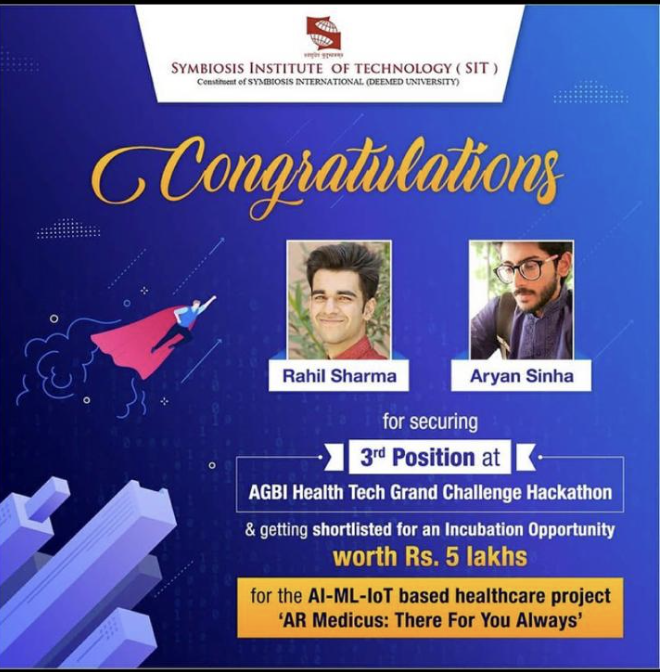 SYMBIOSIS INSTITUTE OF TECHNOLOGY ( SIT )
Constituent of SYMBIOSIS INTERNATIONAL (DEEMED UNIVERSITY)
Congratulations
Rahil Sharma
Aryan Sinha
for securing
3rd Position at
AGBI Health Tech Grand Challenge Hackathon
& getting shortlisted for an Incubation Opportunity
worth Rs. 5 lakhs
for the AI-ML-IoT based healthcare project
‘AR Medicus: There For You Always’